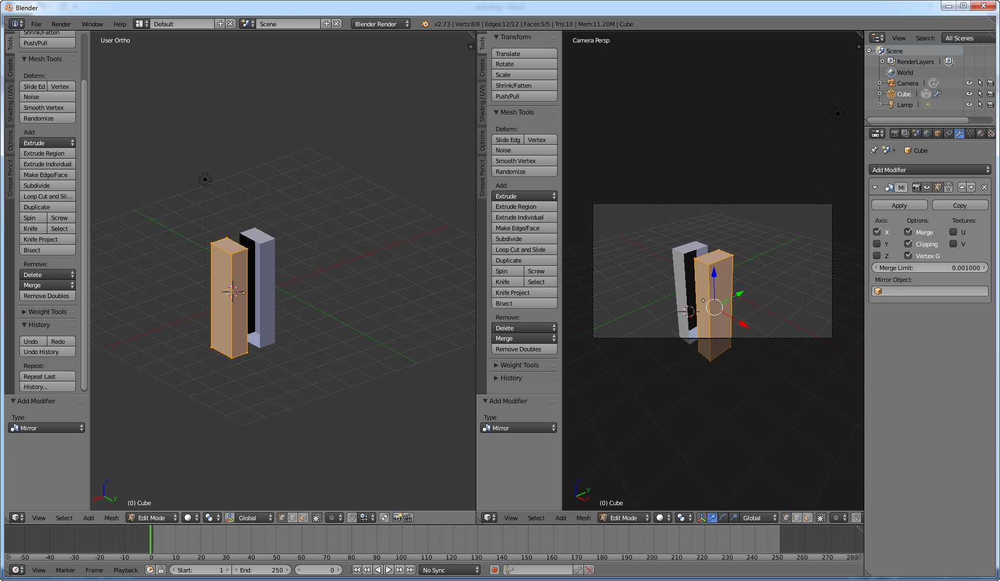 Blender
File Render Window Help Default Scene Blender Render v2.73 | Verts:8/8 | Edges:12/12 | Faces:5/5 | Tris:10 | Mem:11.20M | Cube
Tools
Create
Shading / UVs
Options
Grease Pencil
Shrink/Fatten
Push/Pull
Mesh Tools
Deform:
Slide Ed Vertex
Noise
Smooth Vertex
Randomize
Add:
Extrude
Extrude Region
Extrude Individual
Make Edge/Face
Subdivide
Loop Cut and Sli...
Duplicate
Spin Screw
Knife Select
Knife Project
Bisect
Remove:
Delete
Merge
Remove Doubles
Weight Tools
History
Undo Redo
Undo History
Repeat:
Repeat Last
History...
Add Modifier
Type
Mirror
User Ortho
z
x
y
(0) Cube
View Select Add Mesh Edit Mode Global
Tools
Create
Shading / UVs
Options
Grease Pencil
Transform
Translate
Rotate
Scale
Shrink/Fatten
Push/Pull
Mesh Tools
Deform:
Slide Edg Vertex
Noise
Smooth Vertex
Randomize
Add:
Extrude
Extrude Region
Extrude Individual
Make Edge/Face
Subdivide
Loop Cut and Slide
Duplicate
Spin Screw
Knife Select
Knife Project
Bisect
Remove:
Delete
Merge
Remove Doubles
Weight Tools
History
Add Modifier
Type
Mirror
Camera Persp
z
y
x
(0) Cube
View Select Add Mesh Edit Mode Global
View Search All Scenes
Scene
RenderLayers |
World
Camera |
Cube |
Lamp |
Cube
Add Modifier
Mi
Apply Copy
Axis: Options: Textures:
X Merge U
Y Clipping V
Z Vertex G
Merge Limit: 0.001000
Mirror Object:
-50 -40 -30 -20 -10 0 10 20 30 40 50 60 70 80 90 100 110 120 130 140 150 160 170 180 190 200 210 220 230 240 250 260 270 280
View Marker Frame Playback Start: 1 End: 250 0 No Sync